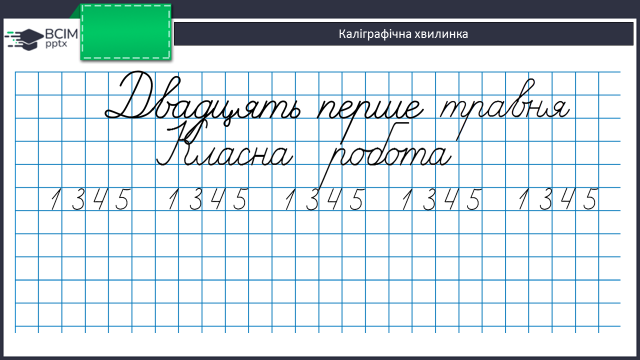 ВСІМ
pptx
Каліграфічна хвилинка
Двадцять перше травня
Класна робота
1 3 4 5 1 3 4 5 1 3 4 5 1 3 4 5 1 3 4 5